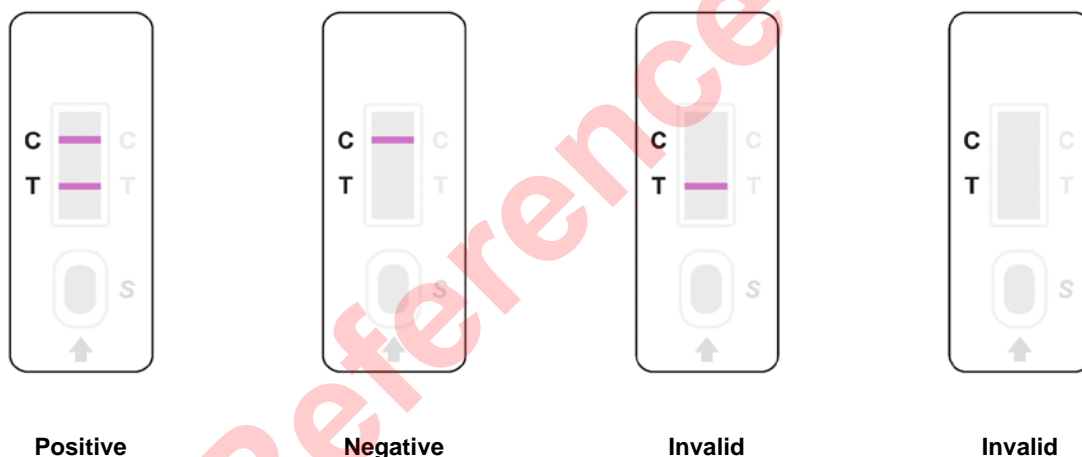 C C C C C C C C
T T T T T T T T
S S S S
Positive Negative Invalid Invalid
Reference